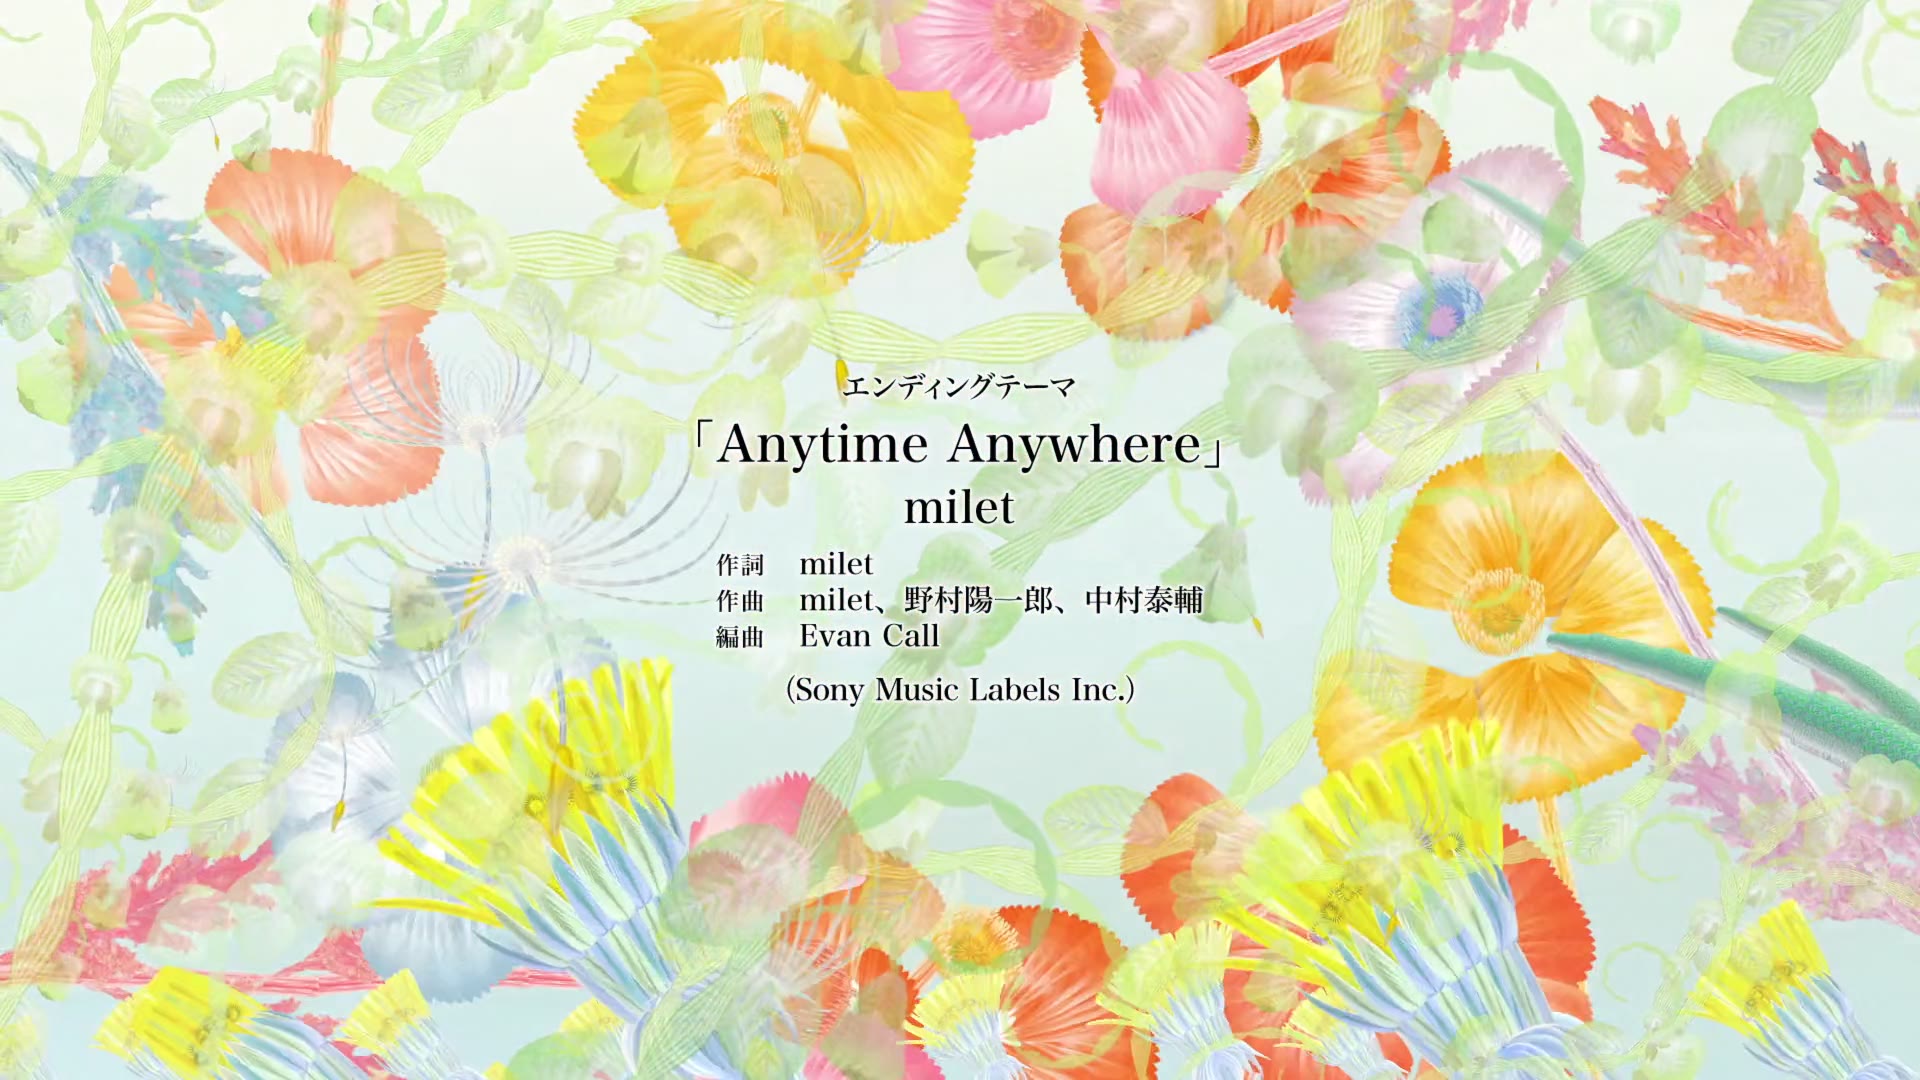 エンディングテーマ
「Anytime Anywhere」
milet
作詞 milet
作曲 milet、野村陽一郎、中村泰輔
編曲 Evan Call
（Sony Music Labels Inc.）